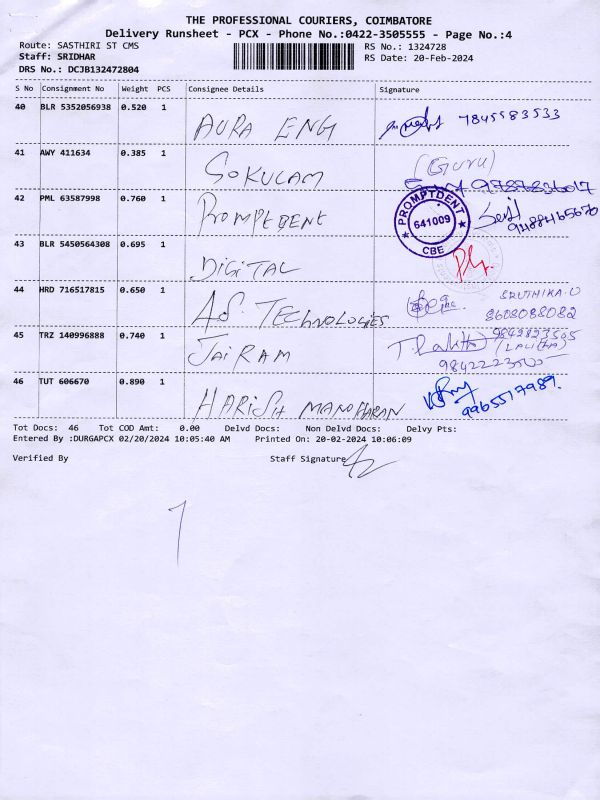 THE PROFESSIONAL COURIERS, COIMBATORE
Delivery Runsheet - PCX - Phone No.:0422-3505555 - Page No.:4
Route: SASTHIRI ST CMS RS No.: 1324728
Staff: SRIDHAR RS Date: 20-Feb-2024
DRS No.: DCJB132472804
S No Consignment No Weight PCS Consignee Details Signature
40 BLR 5352056938 0.520 1 AURA ENG 7845583533
41 AWY 411634 0.385 1 GOKULAM (GURU)
42 PML 63587998 0.760 1 PROMPTDENT PROMPTDENT 641009 CBE
43 BLR 5450564308 0.695 1 DIGITAL
44 HRD 716517815 0.650 1 AS TECHNOLOGIES SRUTHIKA.U
8608088082
45 TRZ 140996888 0.740 1 JAIRAM (LALITHA)
46 TUT 606670 0.890 1 HARISH MANOHARAN 9965517989.
Tot Docs: 46 Tot COD Amt: 0.00 Delvd Docs: Non Delvd Docs: Delvy Pts:
Entered By :DURGAPCX 02/20/2024 10:05:40 AM Printed On: 20-02-2024 10:06:09
Verified By Staff Signature